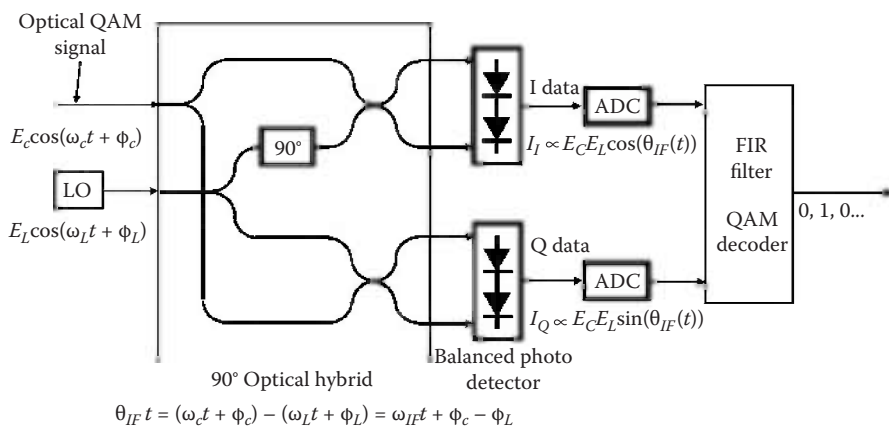 Optical QAM
signal
E_c cos(ω_c t + ϕ_c)
LO
E_L cos(ω_L t + ϕ_L)
90°
90° Optical hybrid
I data
I_I ∝ E_C E_L cos(θ_IF(t))
ADC
Q data
I_Q ∝ E_C E_L sin(θ_IF(t))
ADC
Balanced photo
detector
FIR
filter
QAM
decoder
0, 1, 0...
θ_IF t = (ω_c t + ϕ_c) − (ω_L t + ϕ_L) = ω_IF t + ϕ_c − ϕ_L